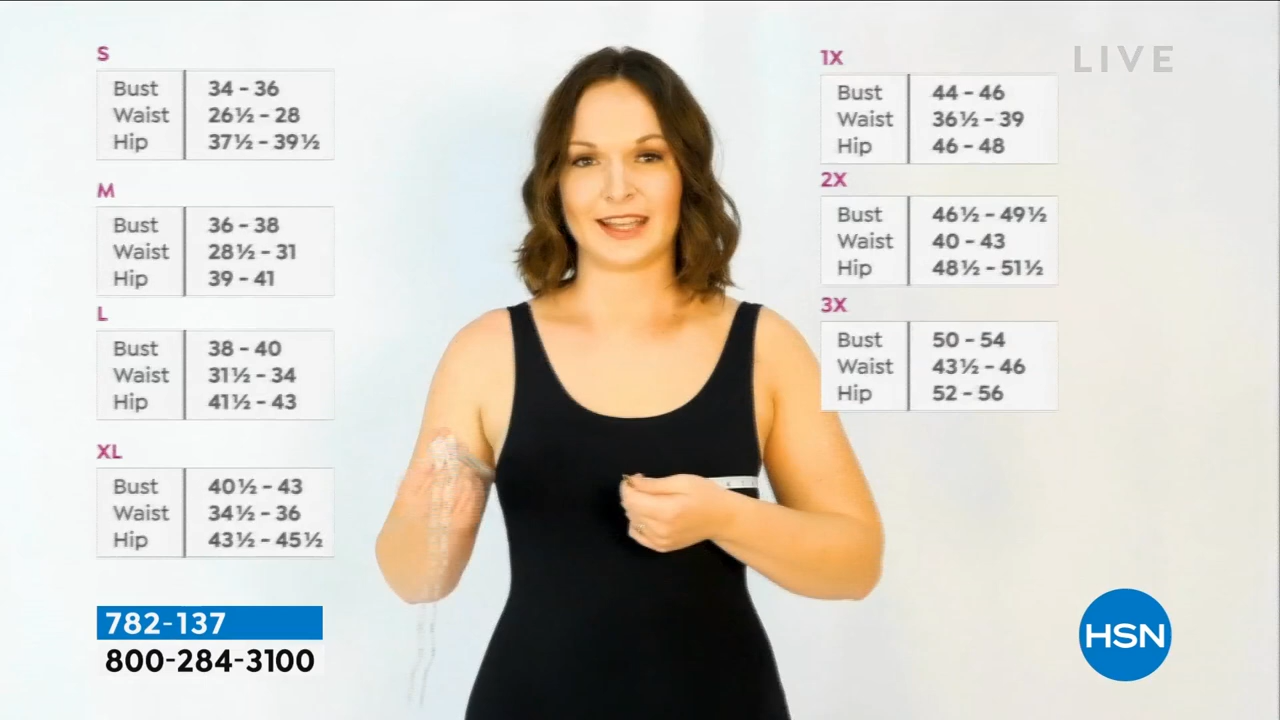 S
Bust 34 - 36
Waist 26½ - 28
Hip 37½ - 39½
M
Bust 36 - 38
Waist 28½ - 31
Hip 39 - 41
L
Bust 38 - 40
Waist 31½ - 34
Hip 41½ - 43
XL
Bust 40½ - 43
Waist 34½ - 36
Hip 43½ - 45½
782-137
800-284-3100
1X
Bust 44 - 46
Waist 36½ - 39
Hip 46 - 48
2X
Bust 46½ - 49½
Waist 40 - 43
Hip 48½ - 51½
3X
Bust 50 - 54
Waist 43½ - 46
Hip 52 - 56
LIVE
HSN